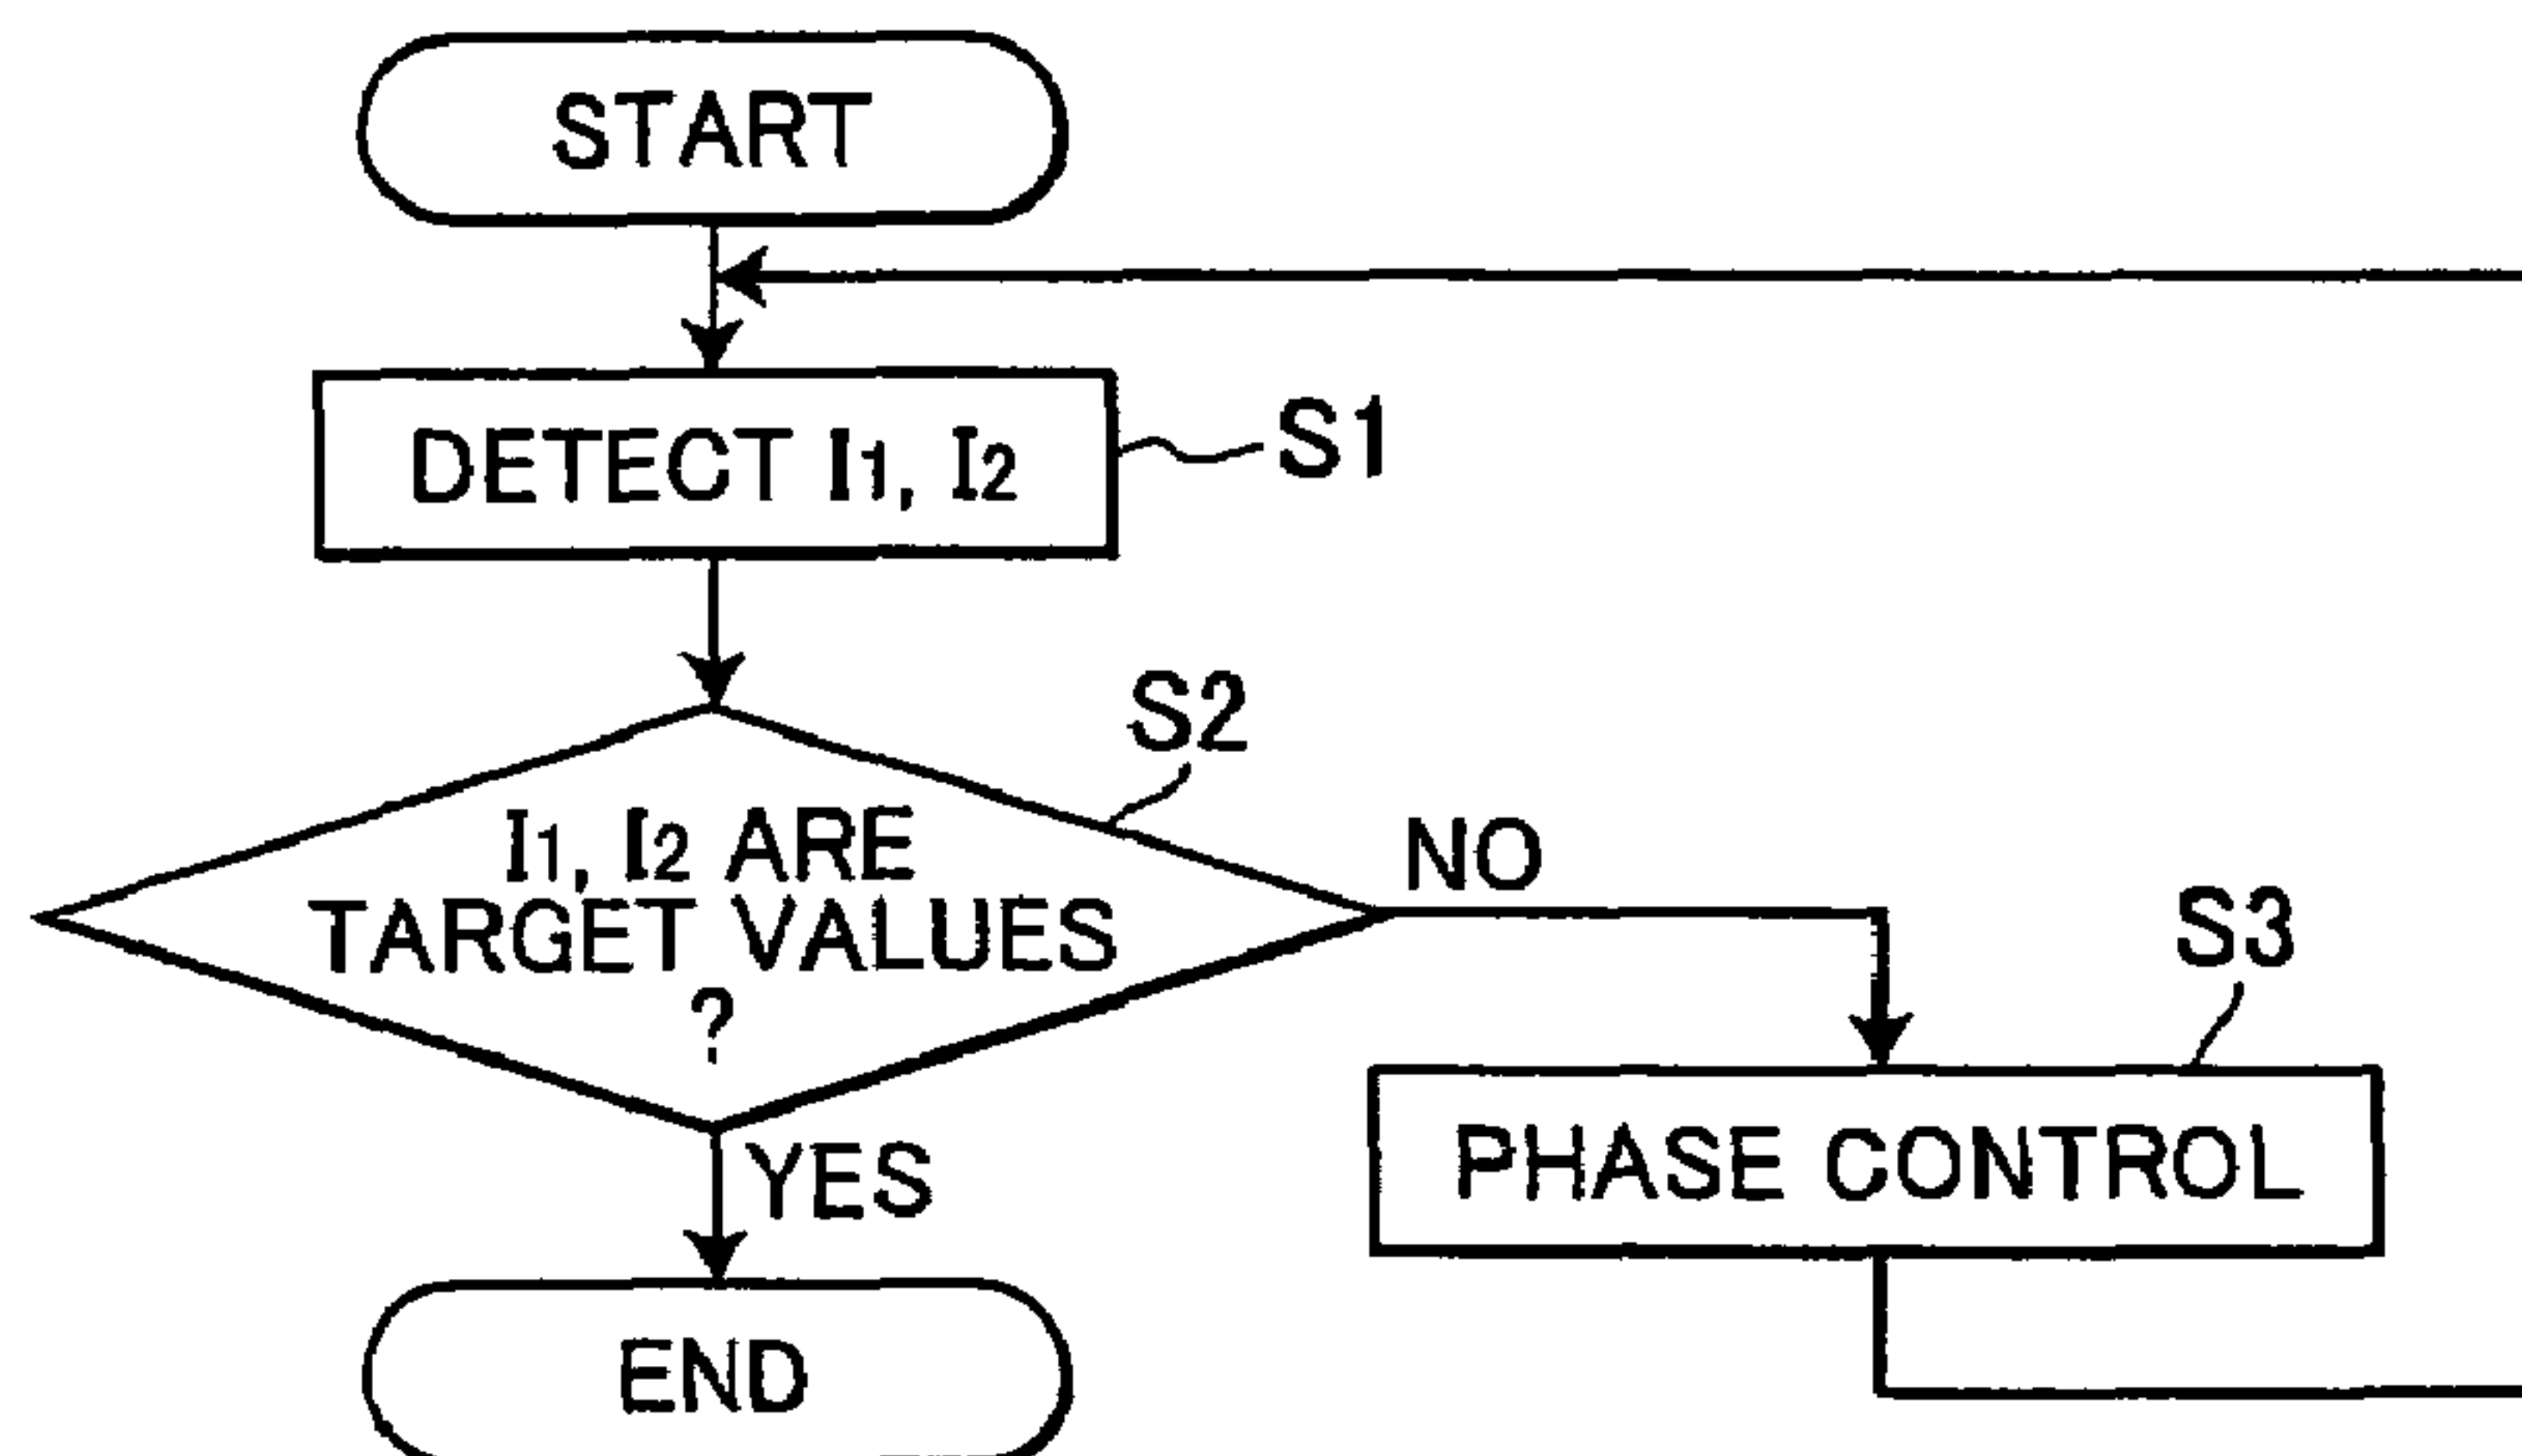 START
DETECT I1, I2
S1
S2
I1, I2 ARE
TARGET VALUES
?
NO
S3
PHASE CONTROL
YES
END